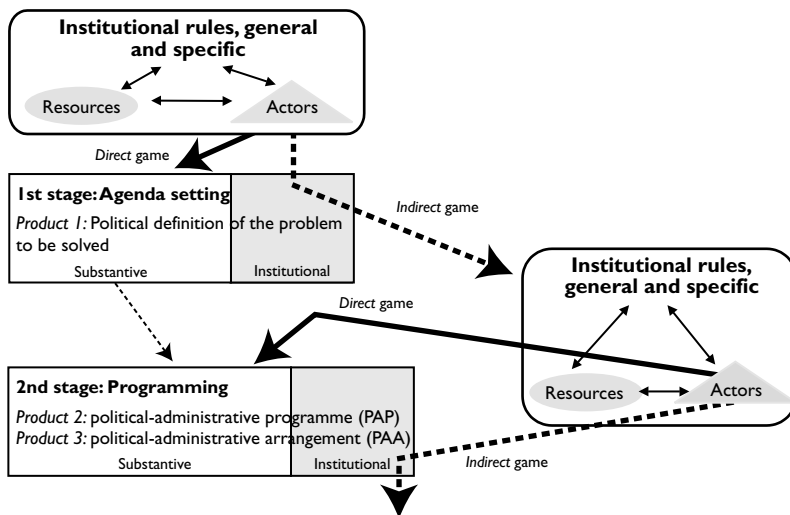 Institutional rules, general
and specific
Resources
Actors
Direct game
Indirect game
1st stage: Agenda setting
Product 1: Political definition of the problem
to be solved
Substantive
Institutional
Institutional rules,
general and specific
Direct game
Resources
Actors
2nd stage: Programming
Product 2: political-administrative programme (PAP)
Product 3: political-administrative arrangement (PAA)
Substantive
Institutional
Indirect game